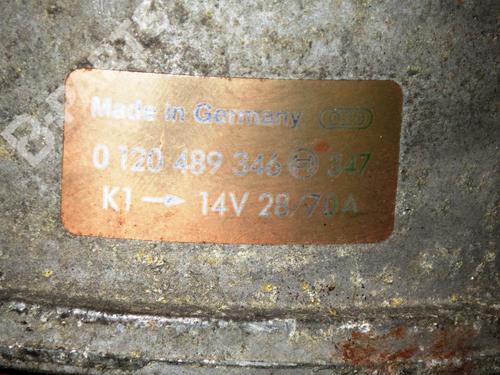 Made in Germany
0 120 489 346 347
K1 → 14V 28/70A